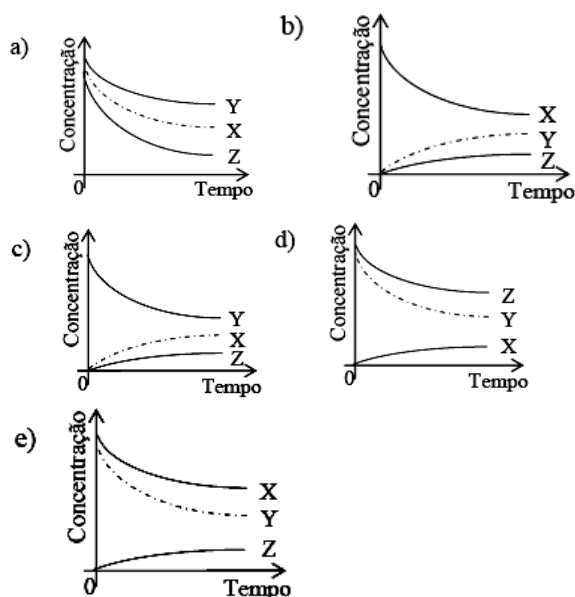 a)
Concentração
Y
X
Z
0
Tempo
b)
Concentração
X
Y
Z
0
Tempo
c)
Concentração
Y
X
Z
0
Tempo
d)
Concentração
Z
Y
X
0
Tempo
e)
Concentração
X
Y
Z
0
Tempo